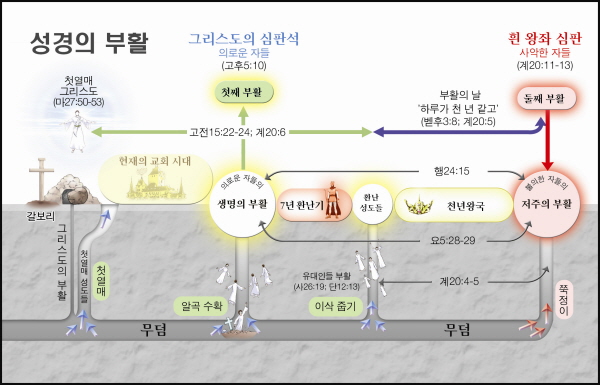 성경의 부활
그리스도의 심판석
의로운 자들
(고후5:10)
흰 왕좌 심판
사악한 자들
(계20:11-13)
첫열매
그리스도
(마27:50-53)
첫째 부활
부활의 날
‘하루가 천 년 같고’
(벧후3:8; 계20:5)
둘째 부활
고전15:22-24; 계20:6
현재의 교회 시대
의로운 자들의
생명의 부활
7년 환난기
환난
성도들
천년왕국
행24:15
불의한 자들의
저주의 부활
갈보리
그리스도의 부활
첫열매 성도들
첫열매
요5:28-29
유대인들 부활
(사26:19; 단12:13)
계20:4-5
알곡 수확
이삭 줍기
쭉정이
무덤
무덤